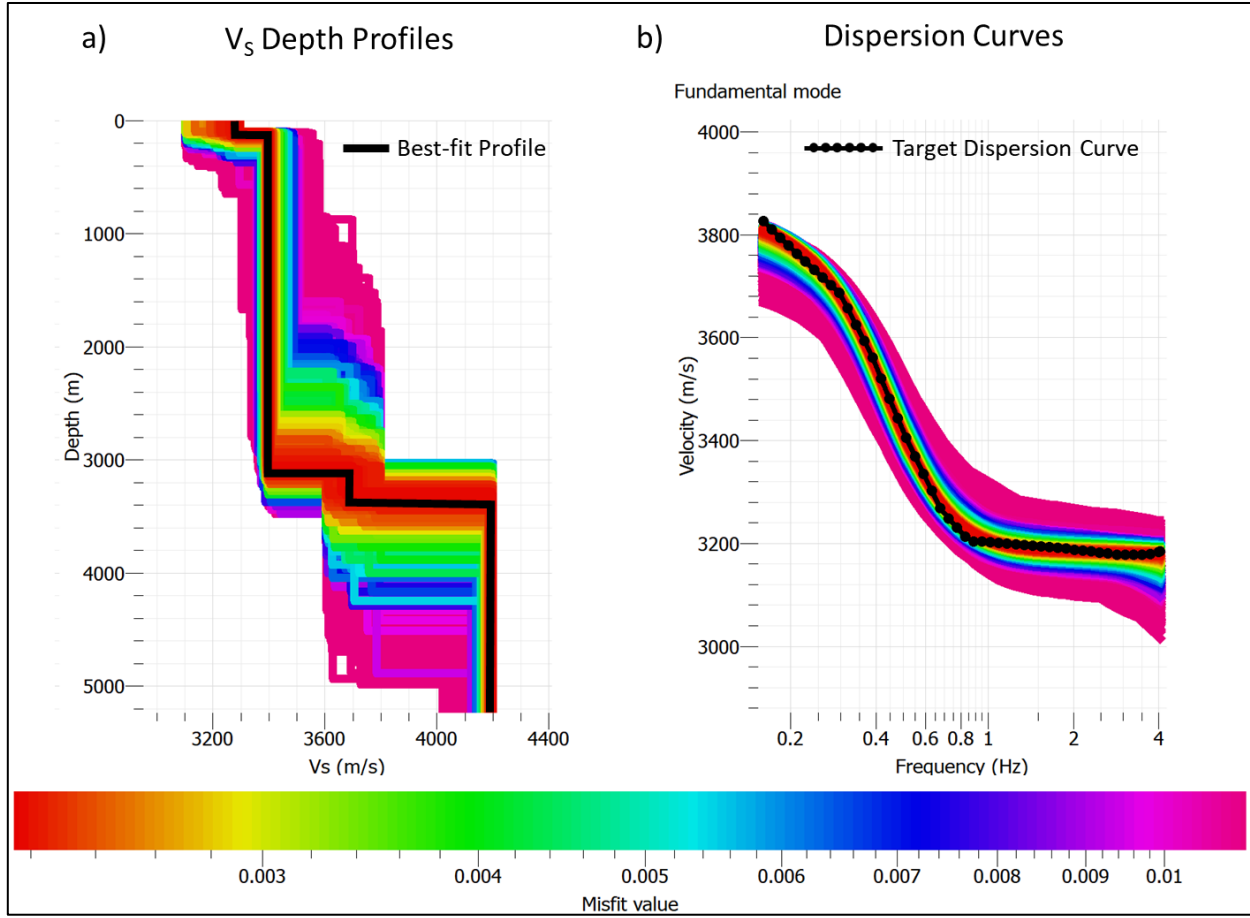 a) V_S Depth Profiles
b) Dispersion Curves
Fundamental mode
Best-fit Profile
Target Dispersion Curve
0
1000
2000
3000
4000
5000
Depth (m)
3200 3600 4000 4400
Vs (m/s)
4000
3800
3600
3400
3200
3000
Velocity (m/s)
0.2 0.4 0.6 0.8 1 2 4
Frequency (Hz)
0.003 0.004 0.005 0.006 0.007 0.008 0.009 0.01
Misfit value